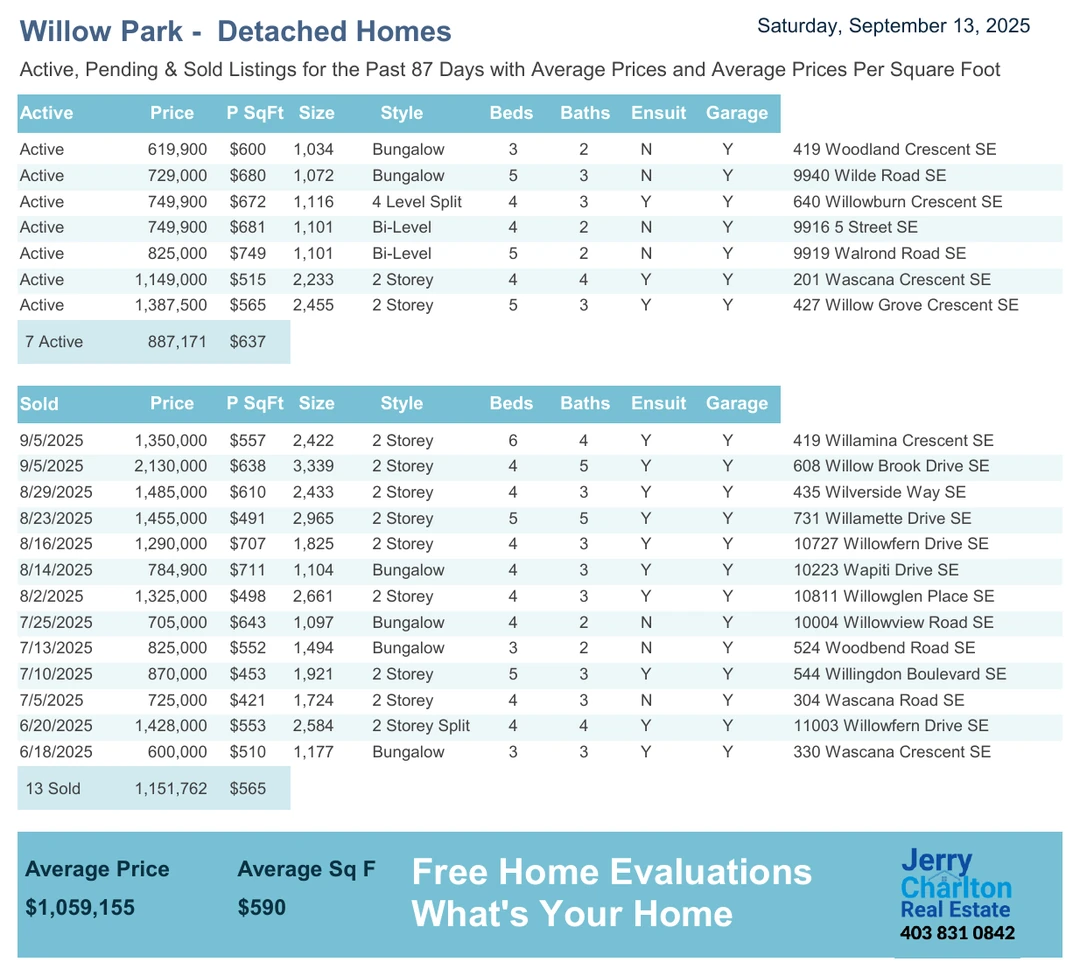 Willow Park -  Detached Homes
Saturday, September 13, 2025
Active, Pending & Sold Listings for the Past 87 Days with Average Prices and Average Prices Per Square Foot
Active Price P SqFt Size Style Beds Baths Ensuit Garage
Active 619,900 $600 1,034 Bungalow 3 2 N Y 419 Woodland Crescent SE
Active 729,000 $680 1,072 Bungalow 5 3 N Y 9940 Wilde Road SE
Active 749,900 $672 1,116 4 Level Split 4 3 Y Y 640 Willowburn Crescent SE
Active 749,900 $681 1,101 Bi-Level 4 2 N Y 9916 5 Street SE
Active 825,000 $749 1,101 Bi-Level 5 2 N Y 9919 Walrond Road SE
Active 1,149,000 $515 2,233 2 Storey 4 4 Y Y 201 Wascana Crescent SE
Active 1,387,500 $565 2,455 2 Storey 5 3 Y Y 427 Willow Grove Crescent SE
7 Active 887,171 $637
Sold Price P SqFt Size Style Beds Baths Ensuit Garage
9/5/2025 1,350,000 $557 2,422 2 Storey 6 4 Y Y 419 Willamina Crescent SE
9/5/2025 2,130,000 $638 3,339 2 Storey 4 5 Y Y 608 Willow Brook Drive SE
8/29/2025 1,485,000 $610 2,433 2 Storey 4 3 Y Y 435 Wilverside Way SE
8/23/2025 1,455,000 $491 2,965 2 Storey 5 5 Y Y 731 Willamette Drive SE
8/16/2025 1,290,000 $707 1,825 2 Storey 4 3 Y Y 10727 Willowfern Drive SE
8/14/2025 784,900 $711 1,104 Bungalow 4 3 Y Y 10223 Wapiti Drive SE
8/2/2025 1,325,000 $498 2,661 2 Storey 4 3 Y Y 10811 Willowglen Place SE
7/25/2025 705,000 $643 1,097 Bungalow 4 2 N Y 10004 Willowview Road SE
7/13/2025 825,000 $552 1,494 Bungalow 3 2 N Y 524 Woodbend Road SE
7/10/2025 870,000 $453 1,921 2 Storey 5 3 Y Y 544 Willingdon Boulevard SE
7/5/2025 725,000 $421 1,724 2 Storey 4 3 N Y 304 Wascana Road SE
6/20/2025 1,428,000 $553 2,584 2 Storey Split 4 4 Y Y 11003 Willowfern Drive SE
6/18/2025 600,000 $510 1,177 Bungalow 3 3 Y Y 330 Wascana Crescent SE
13 Sold 1,151,762 $565
Average Price Average Sq F
$1,059,155 $590
Free Home Evaluations
What's Your Home
Jerry
Charlton
Real Estate
403 831 0842